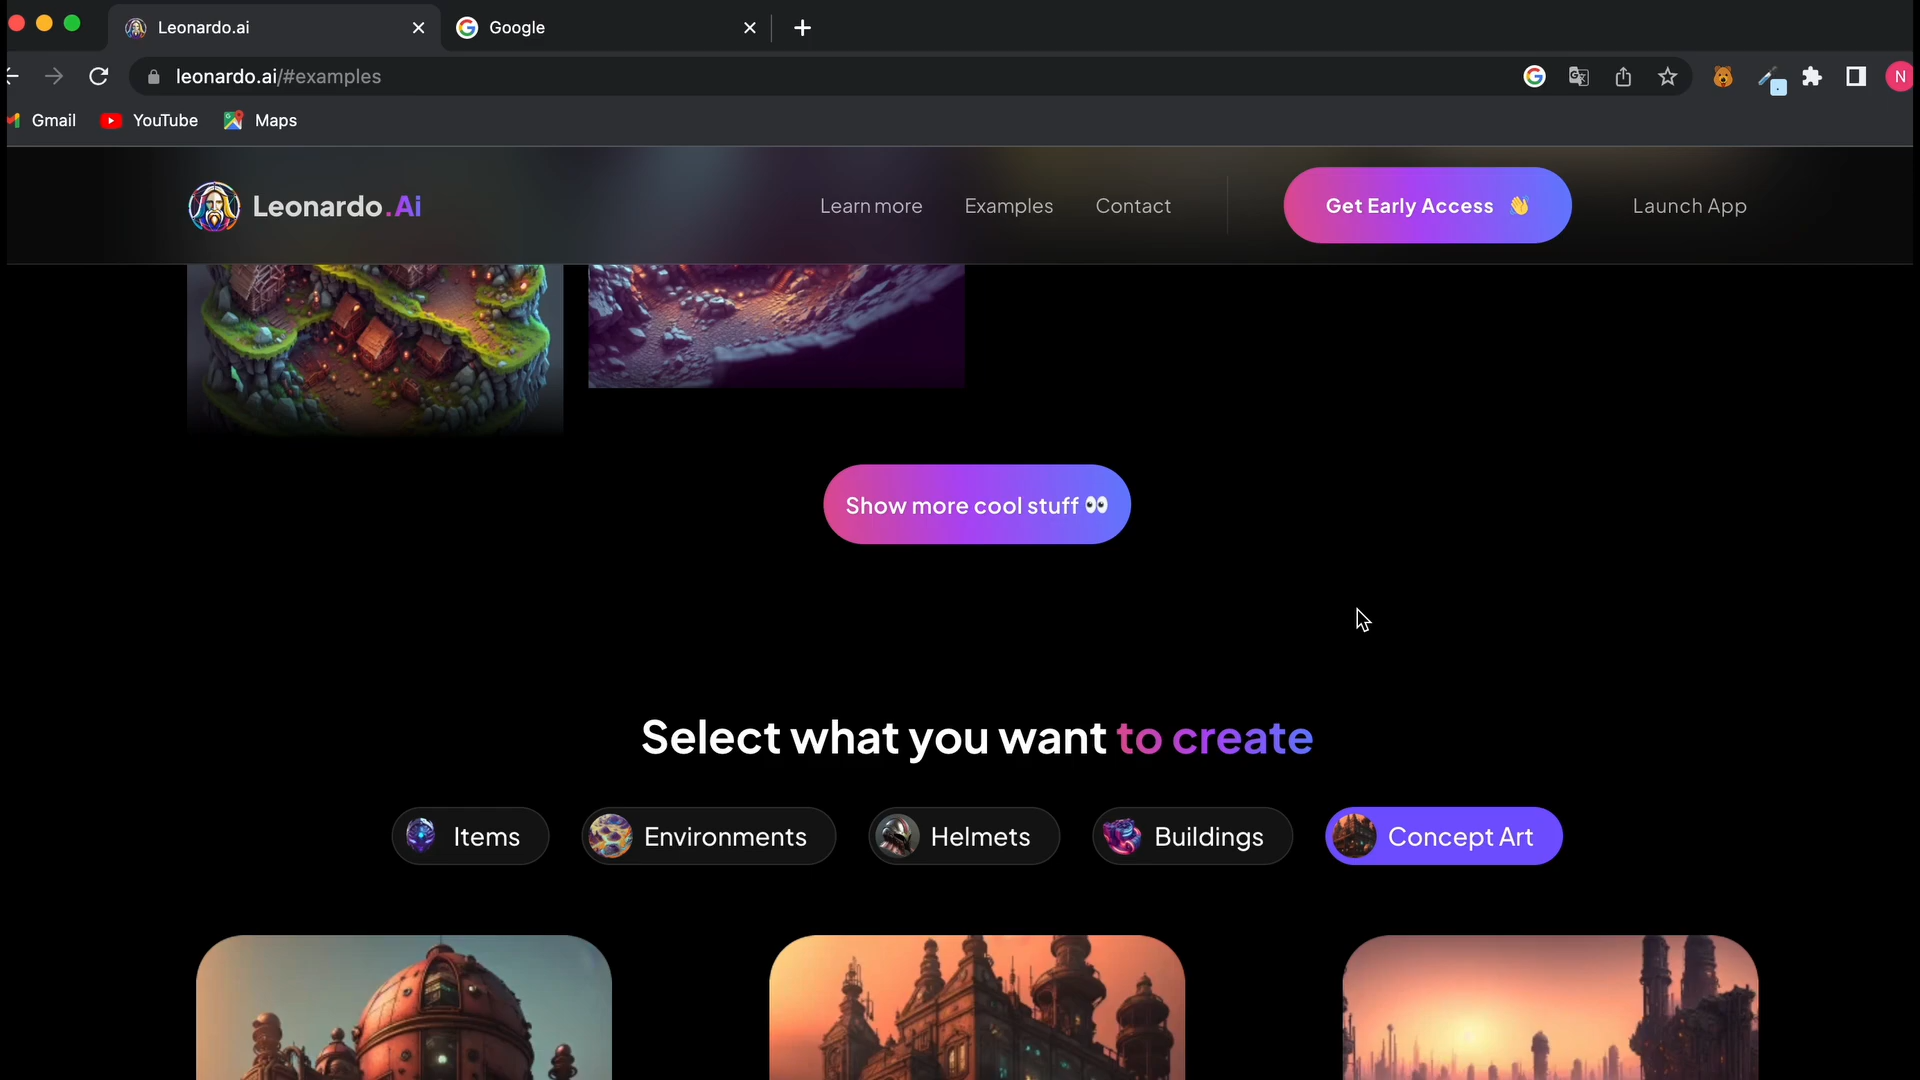 Leonardo.ai
Google
leonardo.ai/#examples
N
Gmail
YouTube
Maps
Leonardo.Ai
Learn more
Examples
Contact
Get Early Access 👋
Launch App
Show more cool stuff 👀
Select what you want to create
Items
Environments
Helmets
Buildings
Concept Art